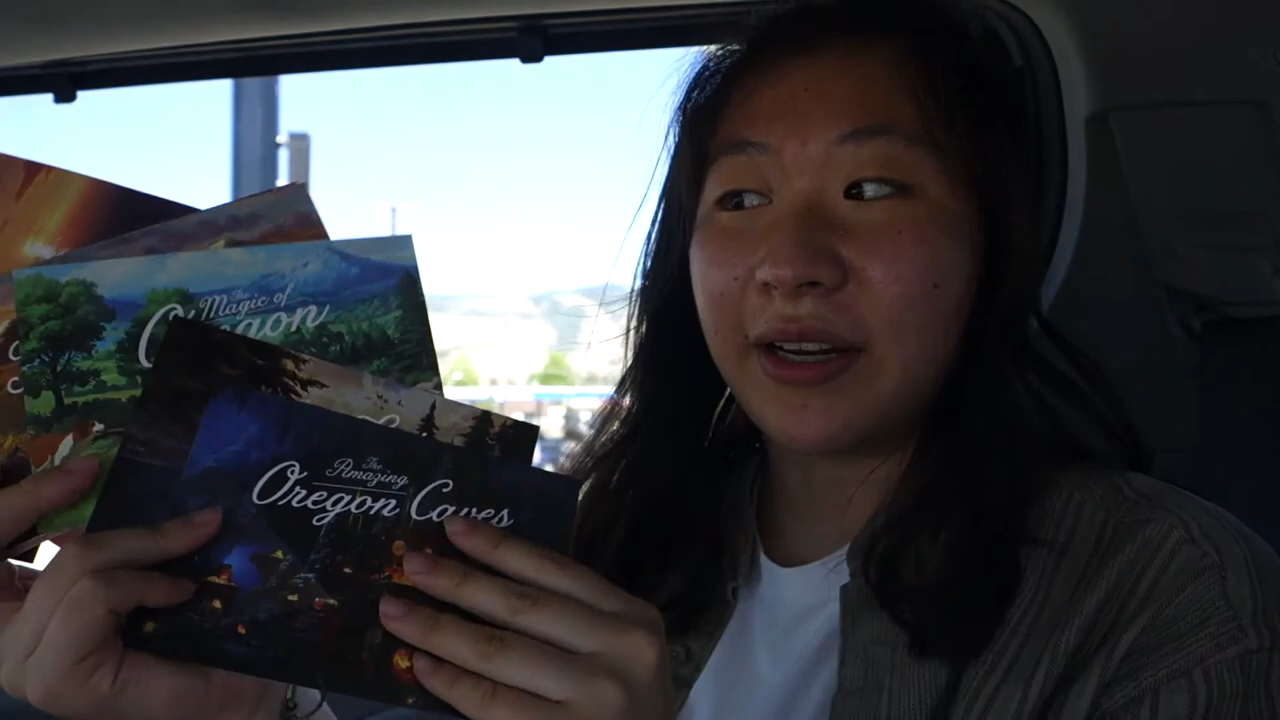 The
Magic of
Oregon
The
Amazing
Oregon Caves